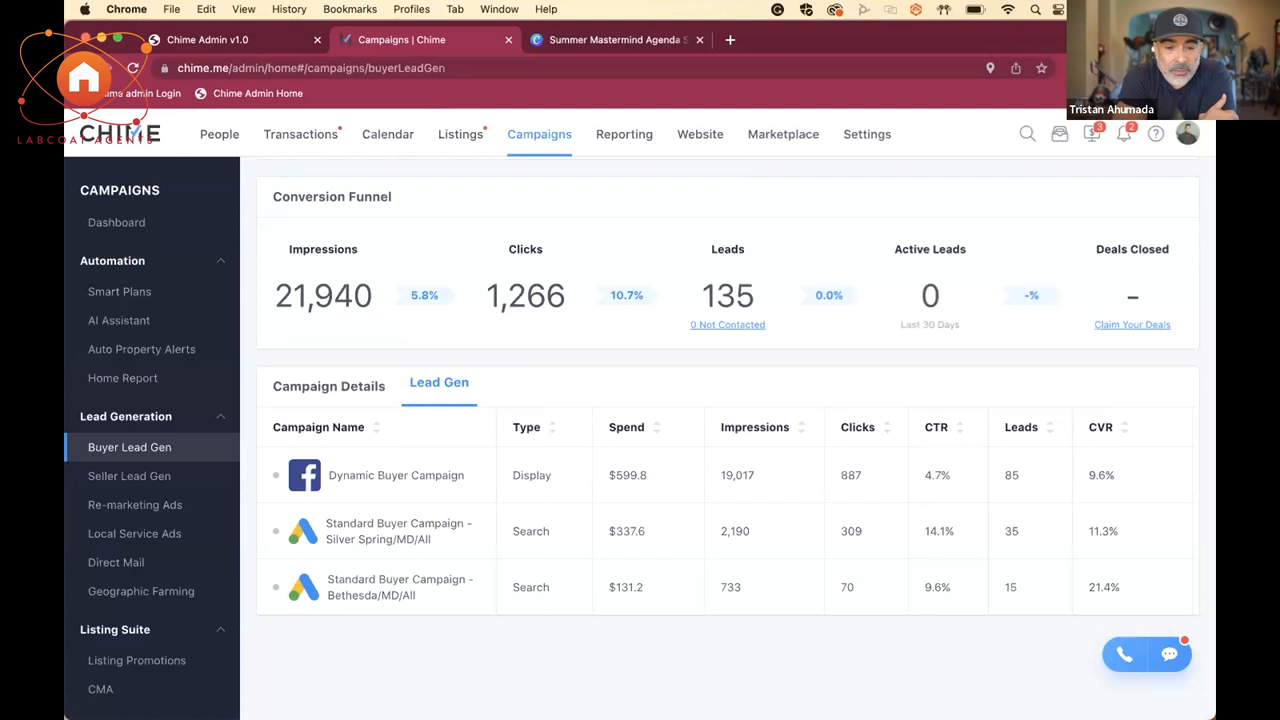 Chrome File Edit View History Bookmarks Profiles Tab Window Help
Chime Admin v1.0
Campaigns | Chime
Summer Mastermind Agenda S
chime.me/admin/home#/campaigns/buyerLeadGen
me admin Login
Chime Admin Home
Tristan Ahumada
LABCOAT AGENTS
CHIME
People Transactions Calendar Listings Campaigns Reporting Website Marketplace Settings
3
2
CAMPAIGNS
Dashboard
Automation
Smart Plans
AI Assistant
Auto Property Alerts
Home Report
Lead Generation
Buyer Lead Gen
Seller Lead Gen
Re-marketing Ads
Local Service Ads
Direct Mail
Geographic Farming
Listing Suite
Listing Promotions
CMA
Conversion Funnel
Impressions Clicks Leads Active Leads Deals Closed
21,940 5.8% 1,266 10.7% 135 0.0% 0 -% -
0 Not Contacted Last 30 Days Claim Your Deals
Campaign Details Lead Gen
Campaign Name Type Spend Impressions Clicks CTR Leads CVR
Dynamic Buyer Campaign Display $599.8 19,017 887 4.7% 85 9.6%
Standard Buyer Campaign -
Silver Spring/MD/All
Search $337.6 2,190 309 14.1% 35 11.3%
Standard Buyer Campaign -
Bethesda/MD/All
Search $131.2 733 70 9.6% 15 21.4%